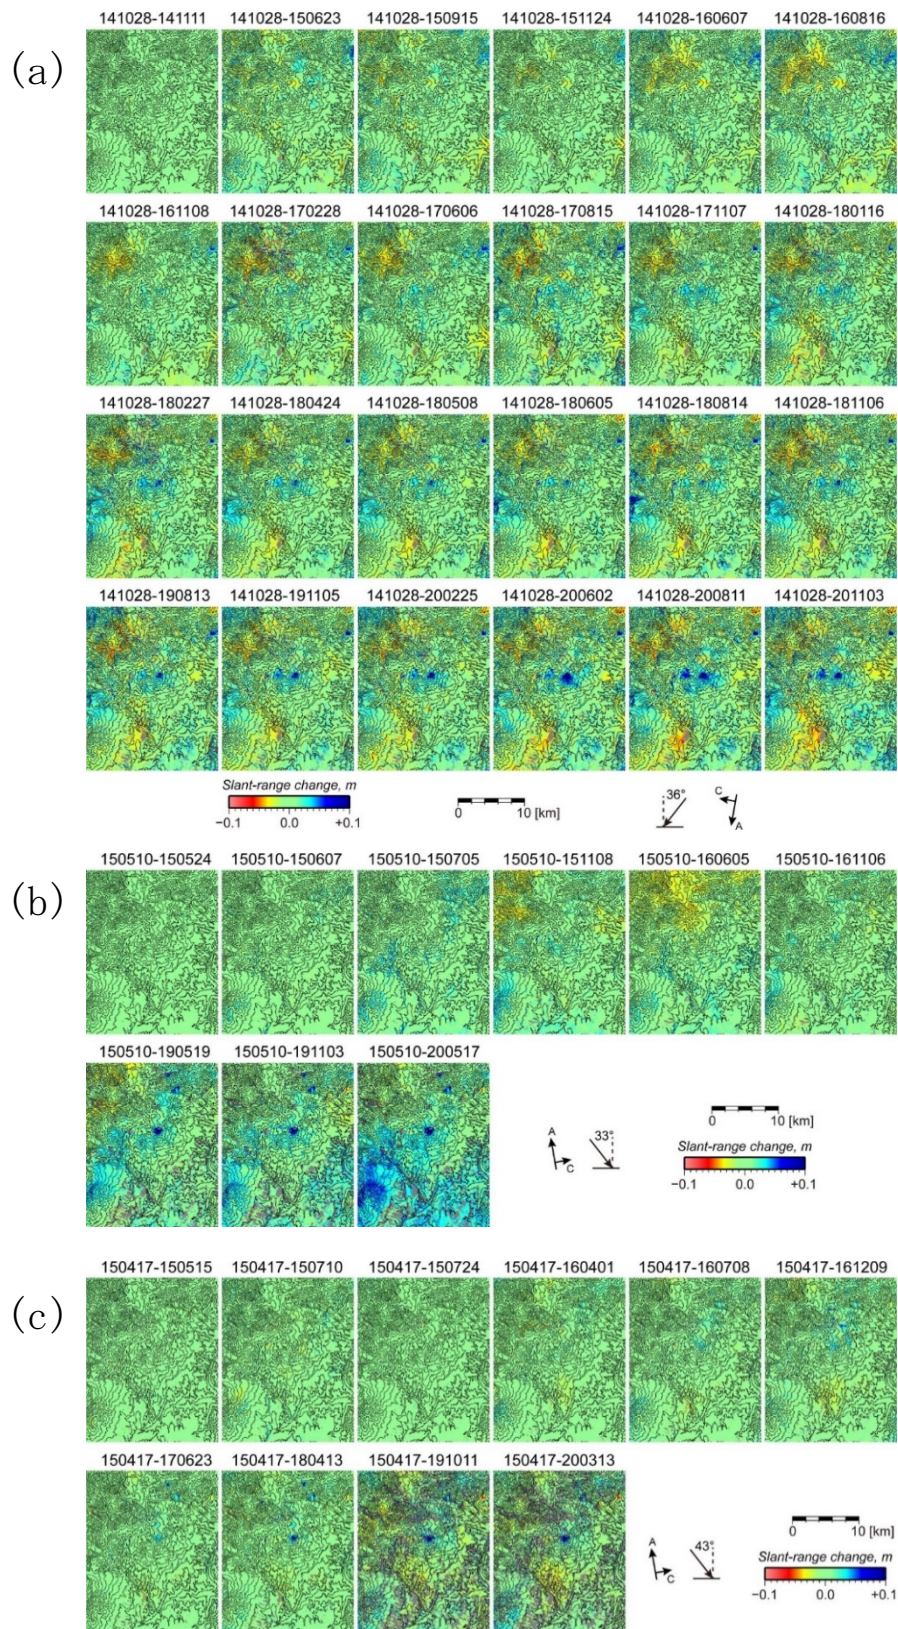 (a)
141028-141111 141028-150623 141028-150915 141028-151124 141028-160607 141028-160816
141028-161108 141028-170228 141028-170606 141028-170815 141028-171107 141028-180116
141028-180227 141028-180424 141028-180508 141028-180605 141028-180814 141028-181106
141028-190813 141028-191105 141028-200225 141028-200602 141028-200811 141028-201103
Slant-range change, m
−0.1 0.0 +0.1
0 10 [km]
36°
C
A
(b)
150510-150524 150510-150607 150510-150705 150510-151108 150510-160605 150510-161106
150510-190519 150510-191103 150510-200517
A
C
33°
0 10 [km]
Slant-range change, m
−0.1 0.0 +0.1
(c)
150417-150515 150417-150710 150417-150724 150417-160401 150417-160708 150417-161209
150417-170623 150417-180413 150417-191011 150417-200313
A
C
43°
0 10 [km]
Slant-range change, m
−0.1 0.0 +0.1